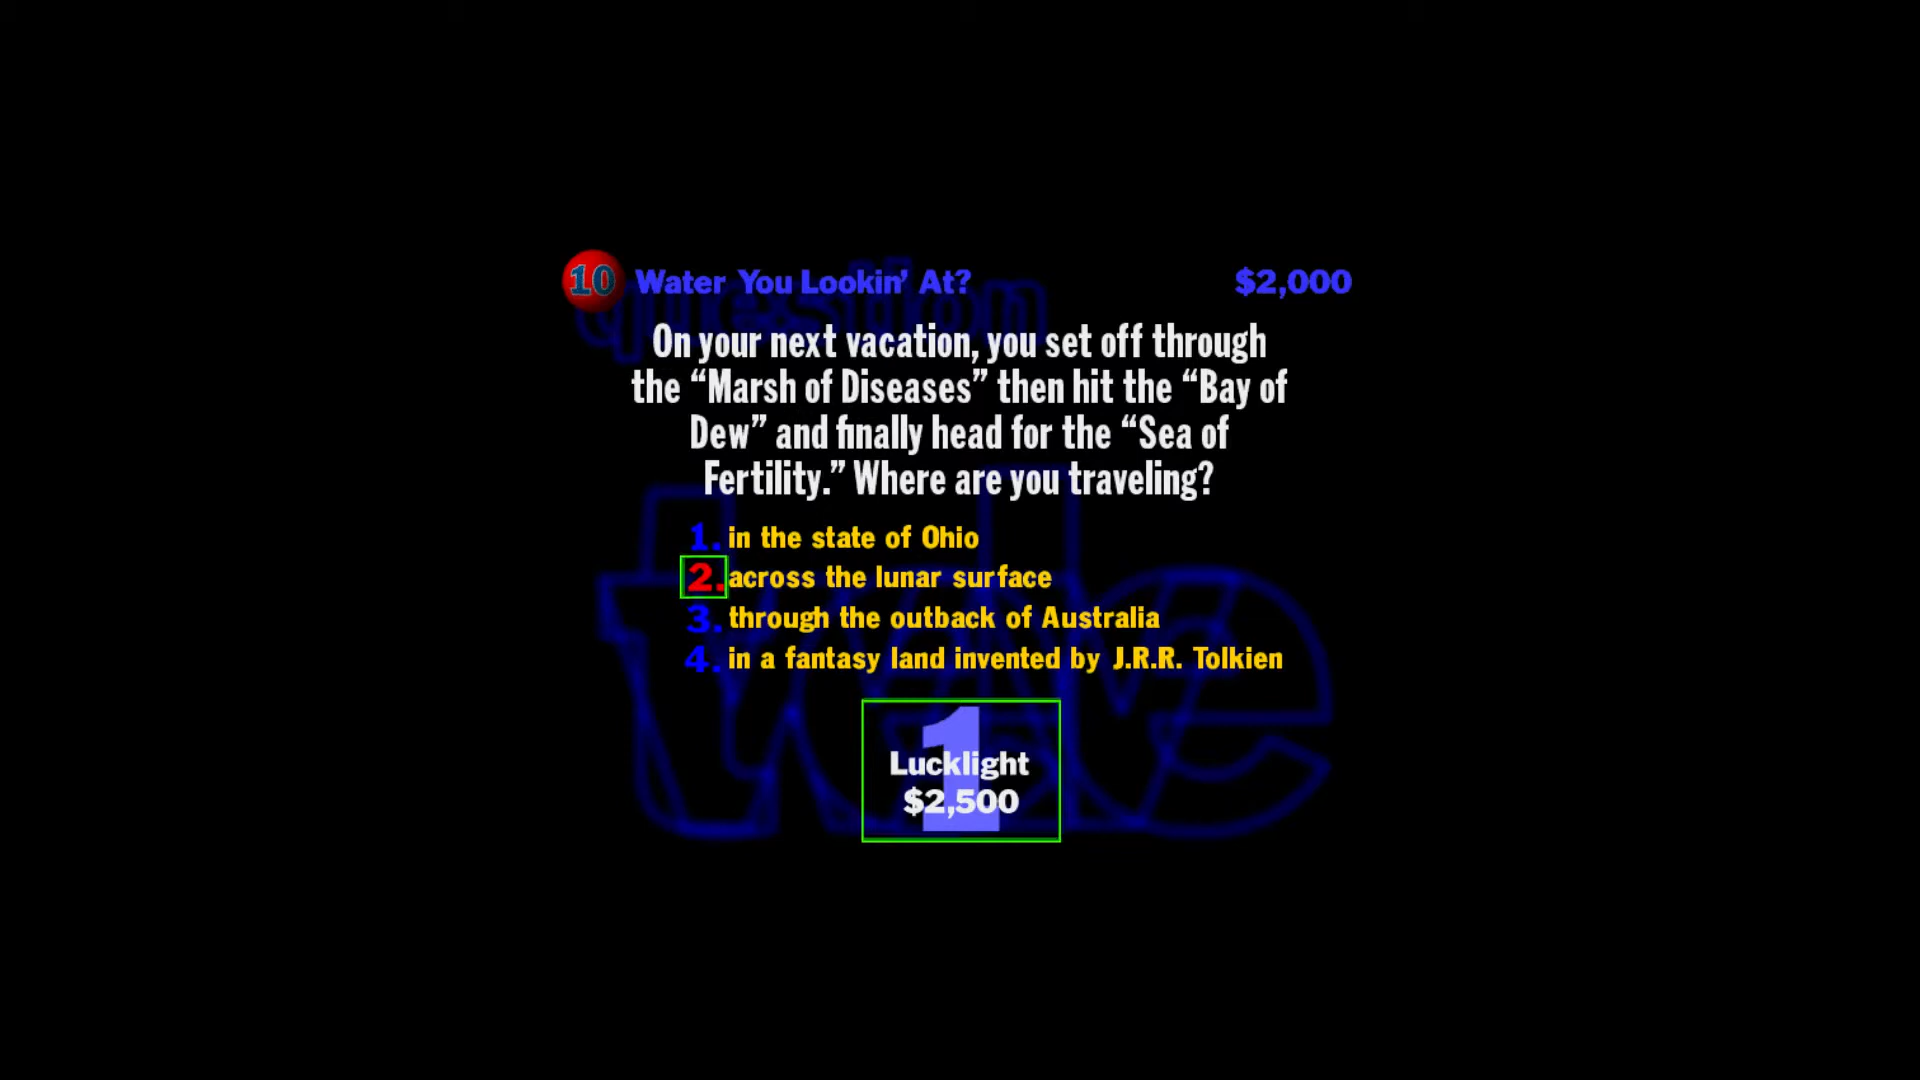 10 Water You Lookin' At? $2,000
question
On your next vacation, you set off through
the “Marsh of Diseases” then hit the “Bay of
Dew” and finally head for the “Sea of
Fertility.” Where are you traveling?
1. in the state of Ohio
2. across the lunar surface
3. through the outback of Australia
4. in a fantasy land invented by J.R.R. Tolkien
1
Lucklight
$2,500